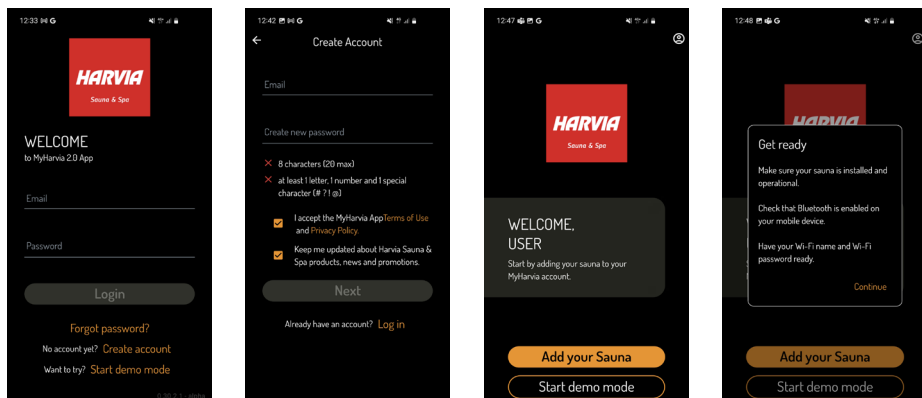 12:33 M G
HARVIA
Sauna & Spa
WELCOME
to MyHarvia 2.0 App
Email
Password
Login
Forgot password?
No account yet? Create account
Want to try? Start demo mode
0.30.2.1 - alpha
12:42 G
Create Account
Email
Create new password
8 characters (20 max)
at least 1 letter, 1 number and 1 special
character (# ? ! @)
I accept the MyHarvia AppTerms of Use
and Privacy Policy.
Keep me updated about Harvia Sauna &
Spa products, news and promotions.
Next
Already have an account? Log in
12:47 G
HARVIA
Sauna & Spa
WELCOME,
USER
Start by adding your sauna to your
MyHarvia account.
Add your Sauna
Start demo mode
12:48 G
HARVIA
Get ready
Make sure your sauna is installed and
operational.
Check that Bluetooth is enabled on
your mobile device.
Have your Wi-Fi name and Wi-Fi
password ready.
Continue
Add your Sauna
Start demo mode